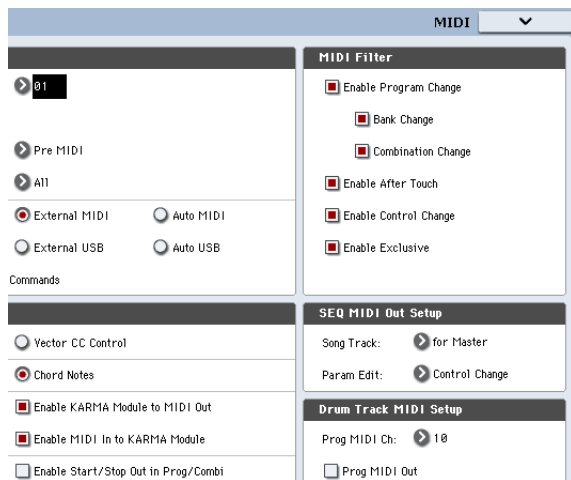 MIDI
01
Pre MIDI
All
External MIDI
Auto MIDI
External USB
Auto USB
Commands
MIDI Filter
Enable Program Change
Bank Change
Combination Change
Enable After Touch
Enable Control Change
Enable Exclusive
Vector CC Control
Chord Notes
Enable KARMA Module to MIDI Out
Enable MIDI In to KARMA Module
Enable Start/Stop Out in Prog/Combi
SEQ MIDI Out Setup
Song Track: for Master
Param Edit: Control Change
Drum Track MIDI Setup
Prog MIDI Ch: 10
Prog MIDI Out